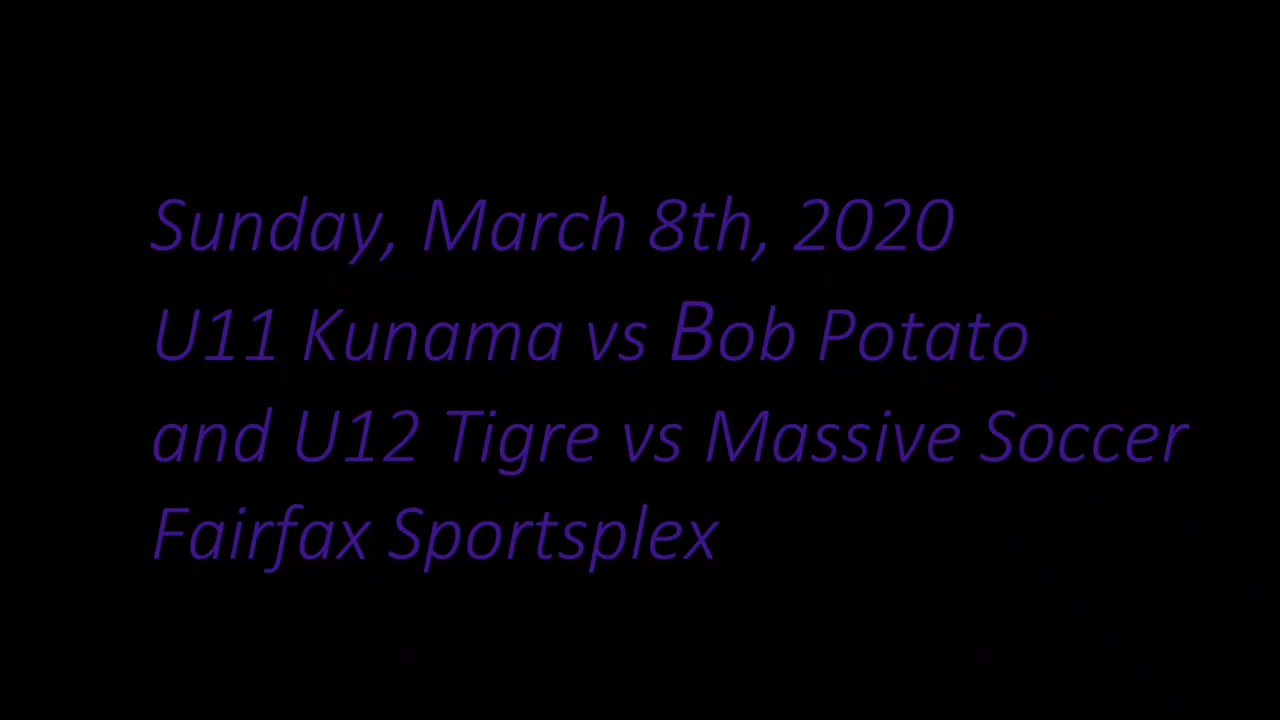 Sunday, March 8th, 2020
U11 Kunama vs Bob Potato
and U12 Tigre vs Massive Soccer
Fairfax Sportsplex